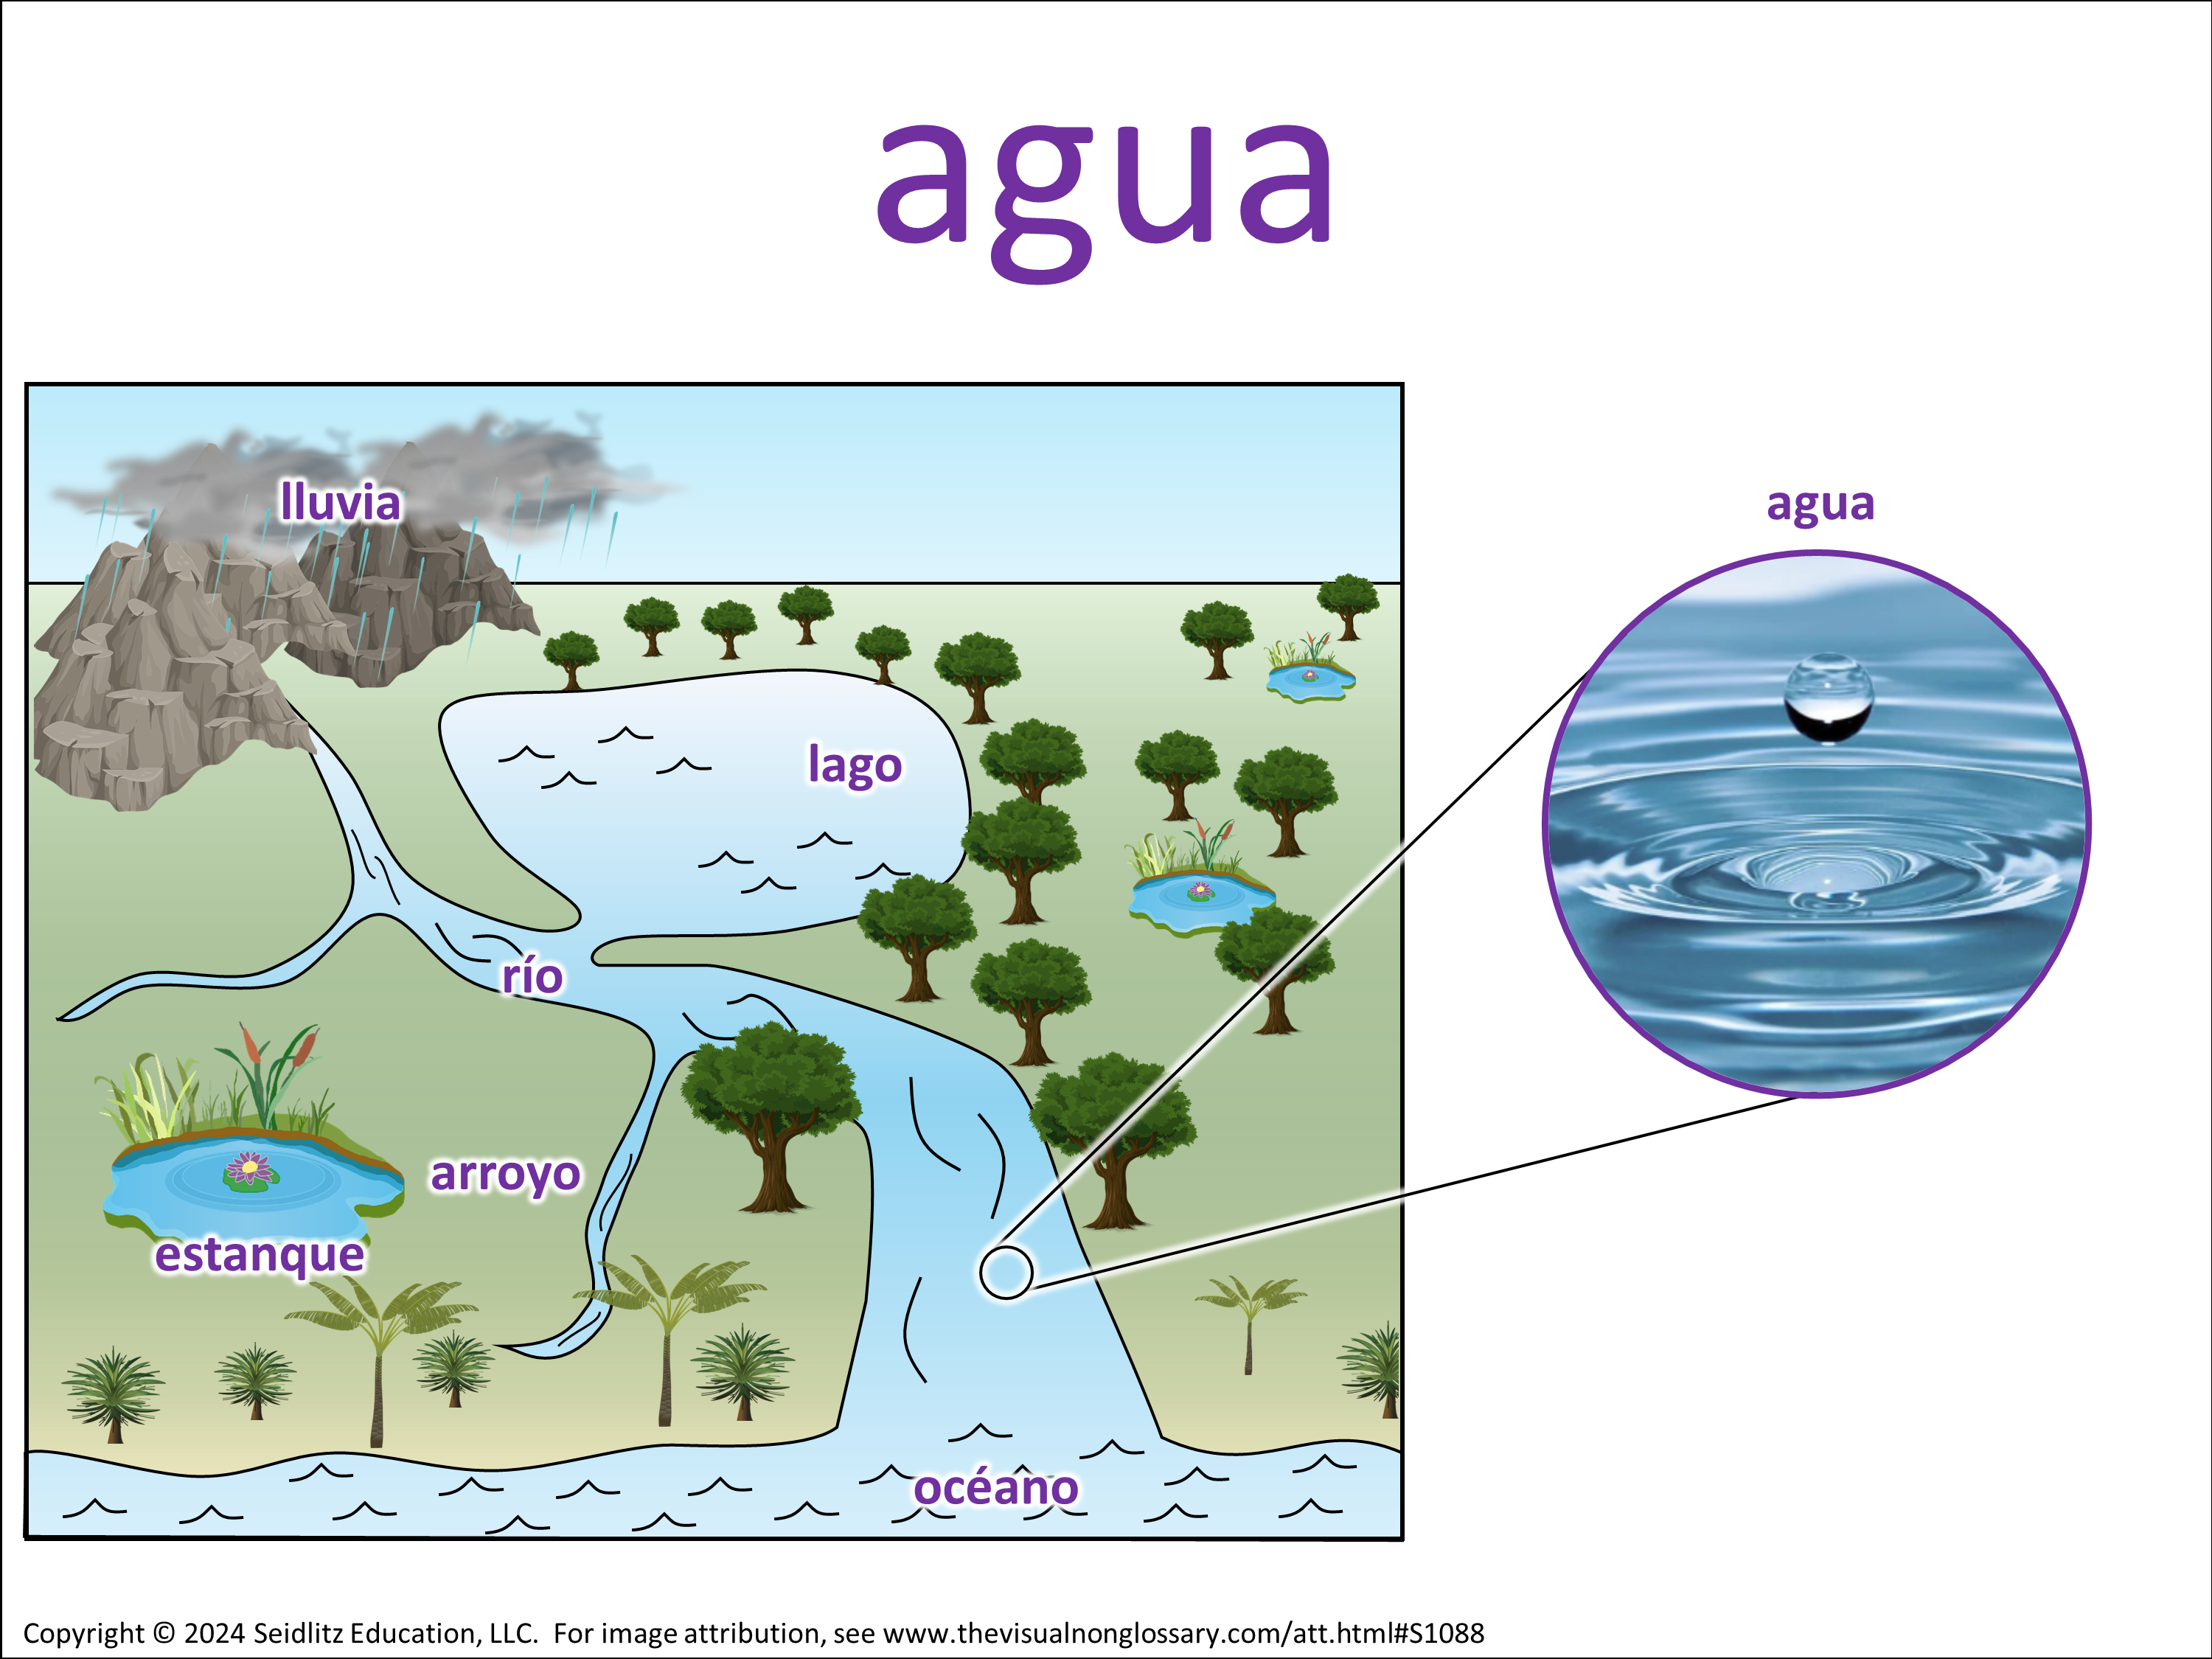 agua
lluvia
agua
lago
río
arroyo
estanque
océano
Copyright © 2024 Seidlitz Education, LLC.  For image attribution, see www.thevisualnonglossary.com/att.html#S1088